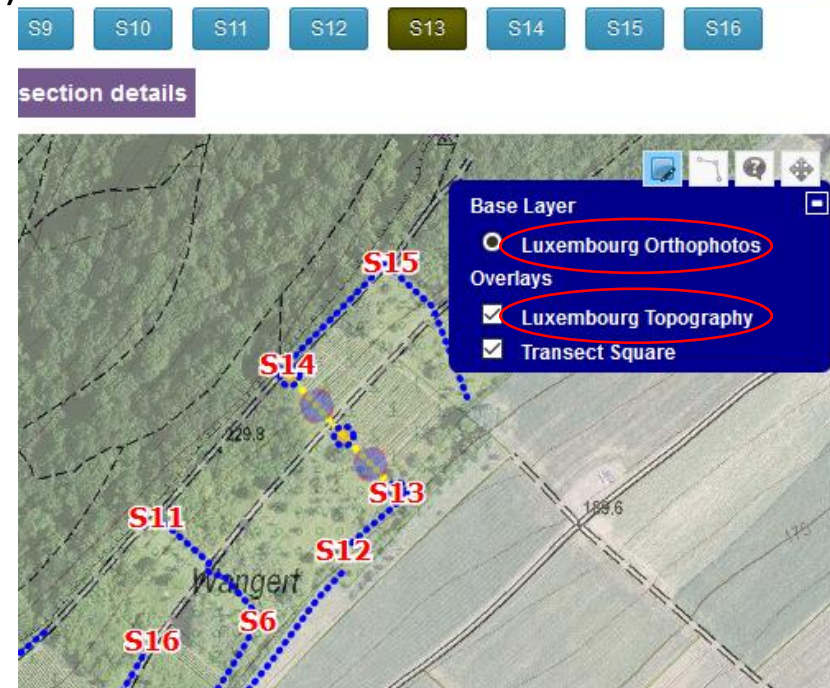 )
S9 S10 S11 S12 S13 S14 S15 S16
section details
Base Layer
Luxembourg Orthophotos
Overlays
Luxembourg Topography
Transect Square
S15
S14
229.8
S13
S11
189.6
S12
175
Wangert
S6
S16